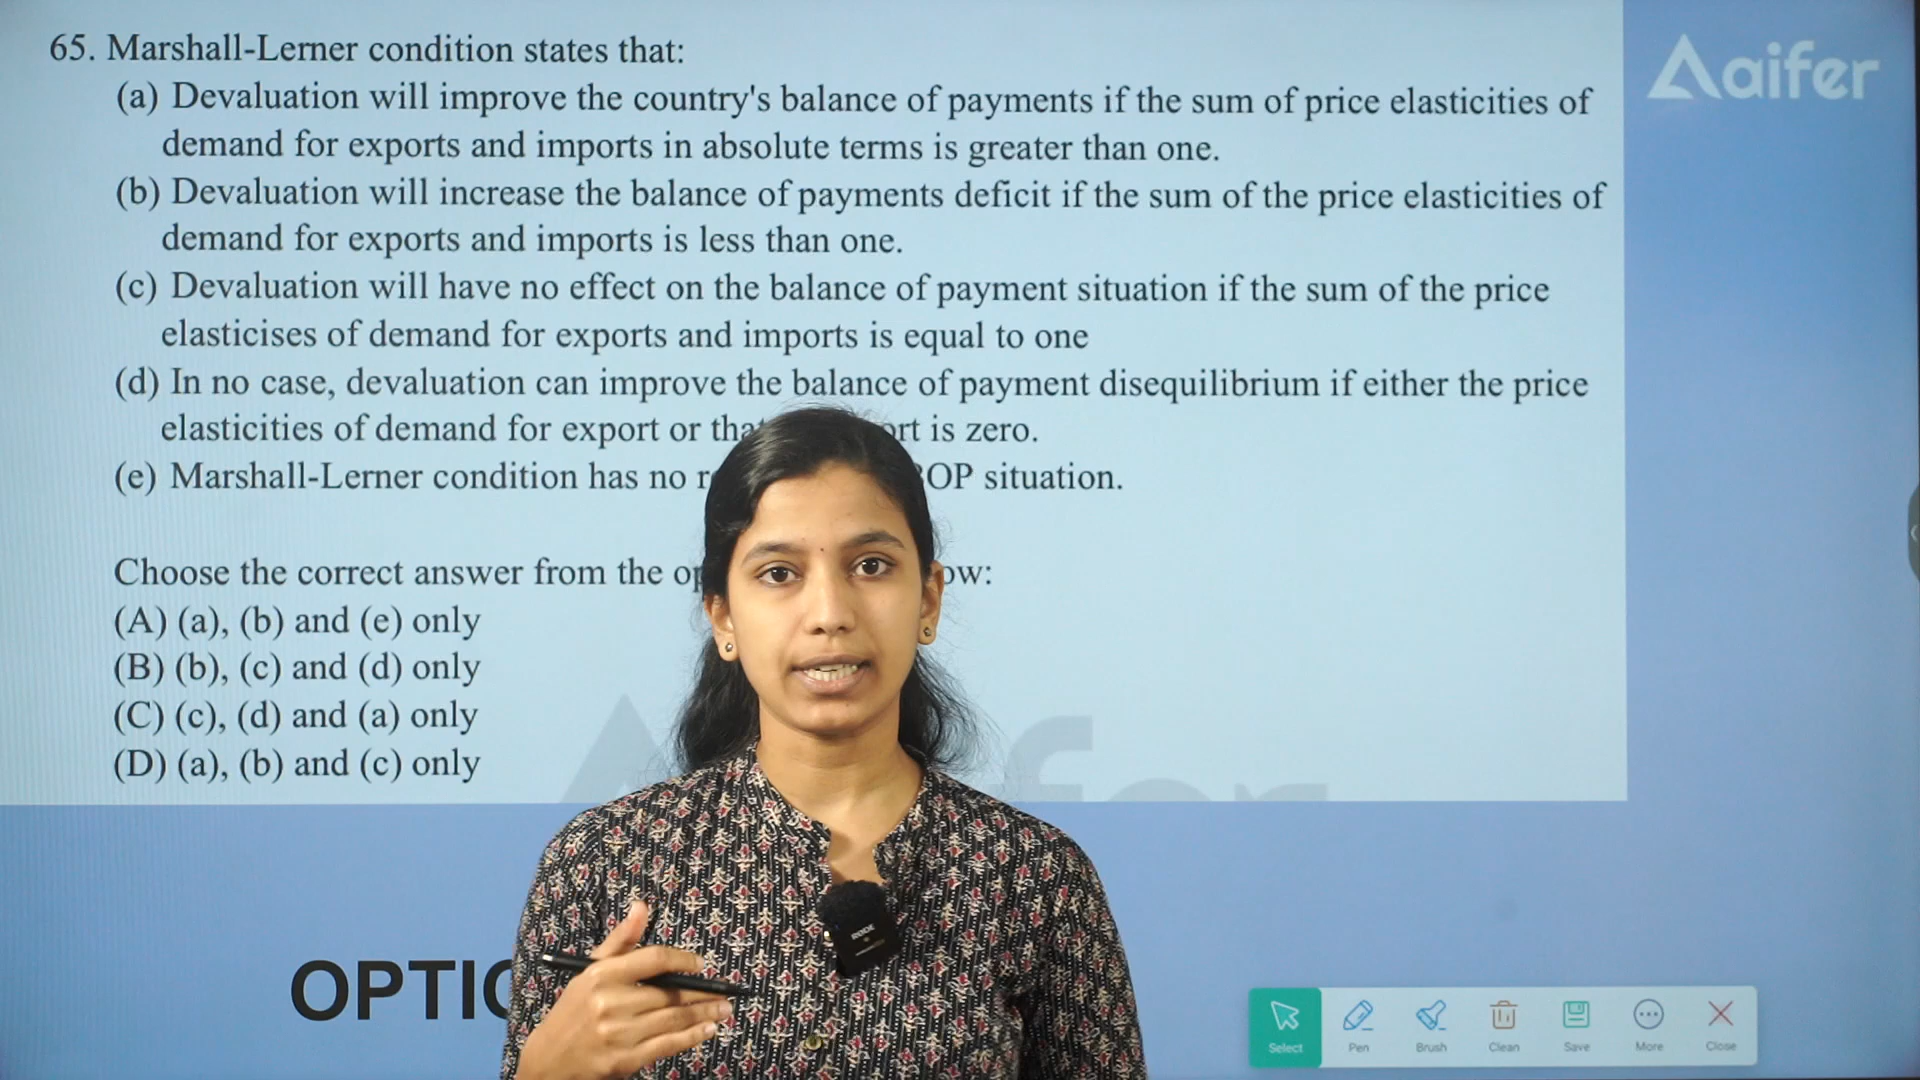 65. Marshall-Lerner condition states that:
(a) Devaluation will improve the country's balance of payments if the sum of price elasticities of
demand for exports and imports in absolute terms is greater than one.
(b) Devaluation will increase the balance of payments deficit if the sum of the price elasticities of
demand for exports and imports is less than one.
(c) Devaluation will have no effect on the balance of payment situation if the sum of the price
elasticises of demand for exports and imports is equal to one
(d) In no case, devaluation can improve the balance of payment disequilibrium if either the price
elasticities of demand for export or is zero.
(e) Marshall-Lerner condition has no situation.
Choose the correct answer from the
(A) (a), (b) and (e) only
(B) (b), (c) and (d) only
(C) (c), (d) and (a) only
(D) (a), (b) and (c) only
aifer
Select Pen Brush Clean Save More Close
RODE